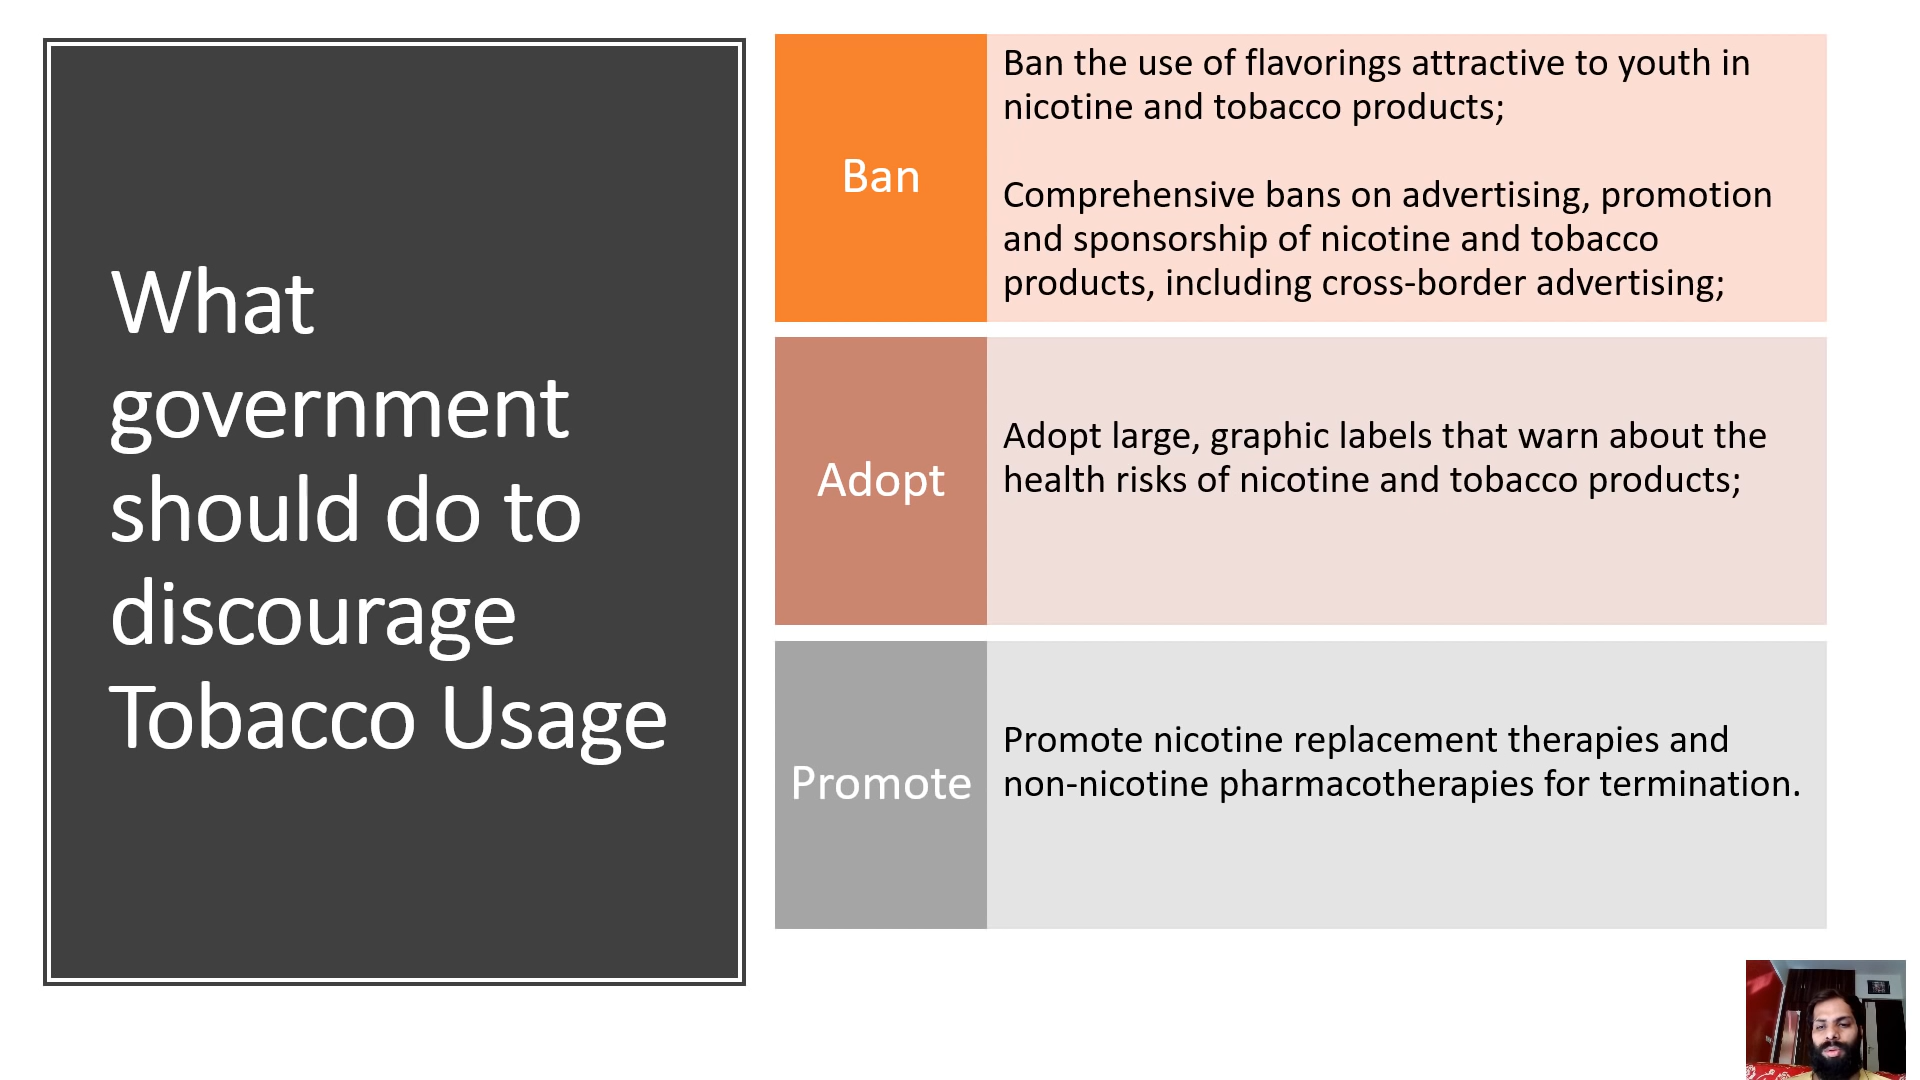 What
government
should do to
discourage
Tobacco Usage
Ban
Ban the use of flavorings attractive to youth in
nicotine and tobacco products;
Comprehensive bans on advertising, promotion
and sponsorship of nicotine and tobacco
products, including cross-border advertising;
Adopt
Adopt large, graphic labels that warn about the
health risks of nicotine and tobacco products;
Promote
Promote nicotine replacement therapies and
non-nicotine pharmacotherapies for termination.